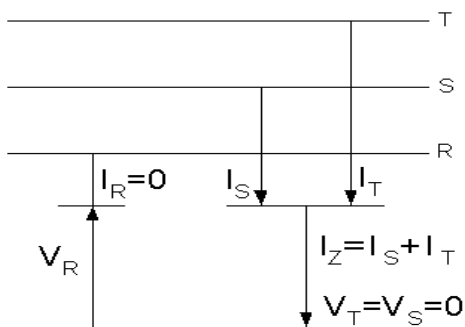 T
S
R
I_R=0
I_S
I_T
V_R
I_Z=I_S+I_T
V_T=V_S=0